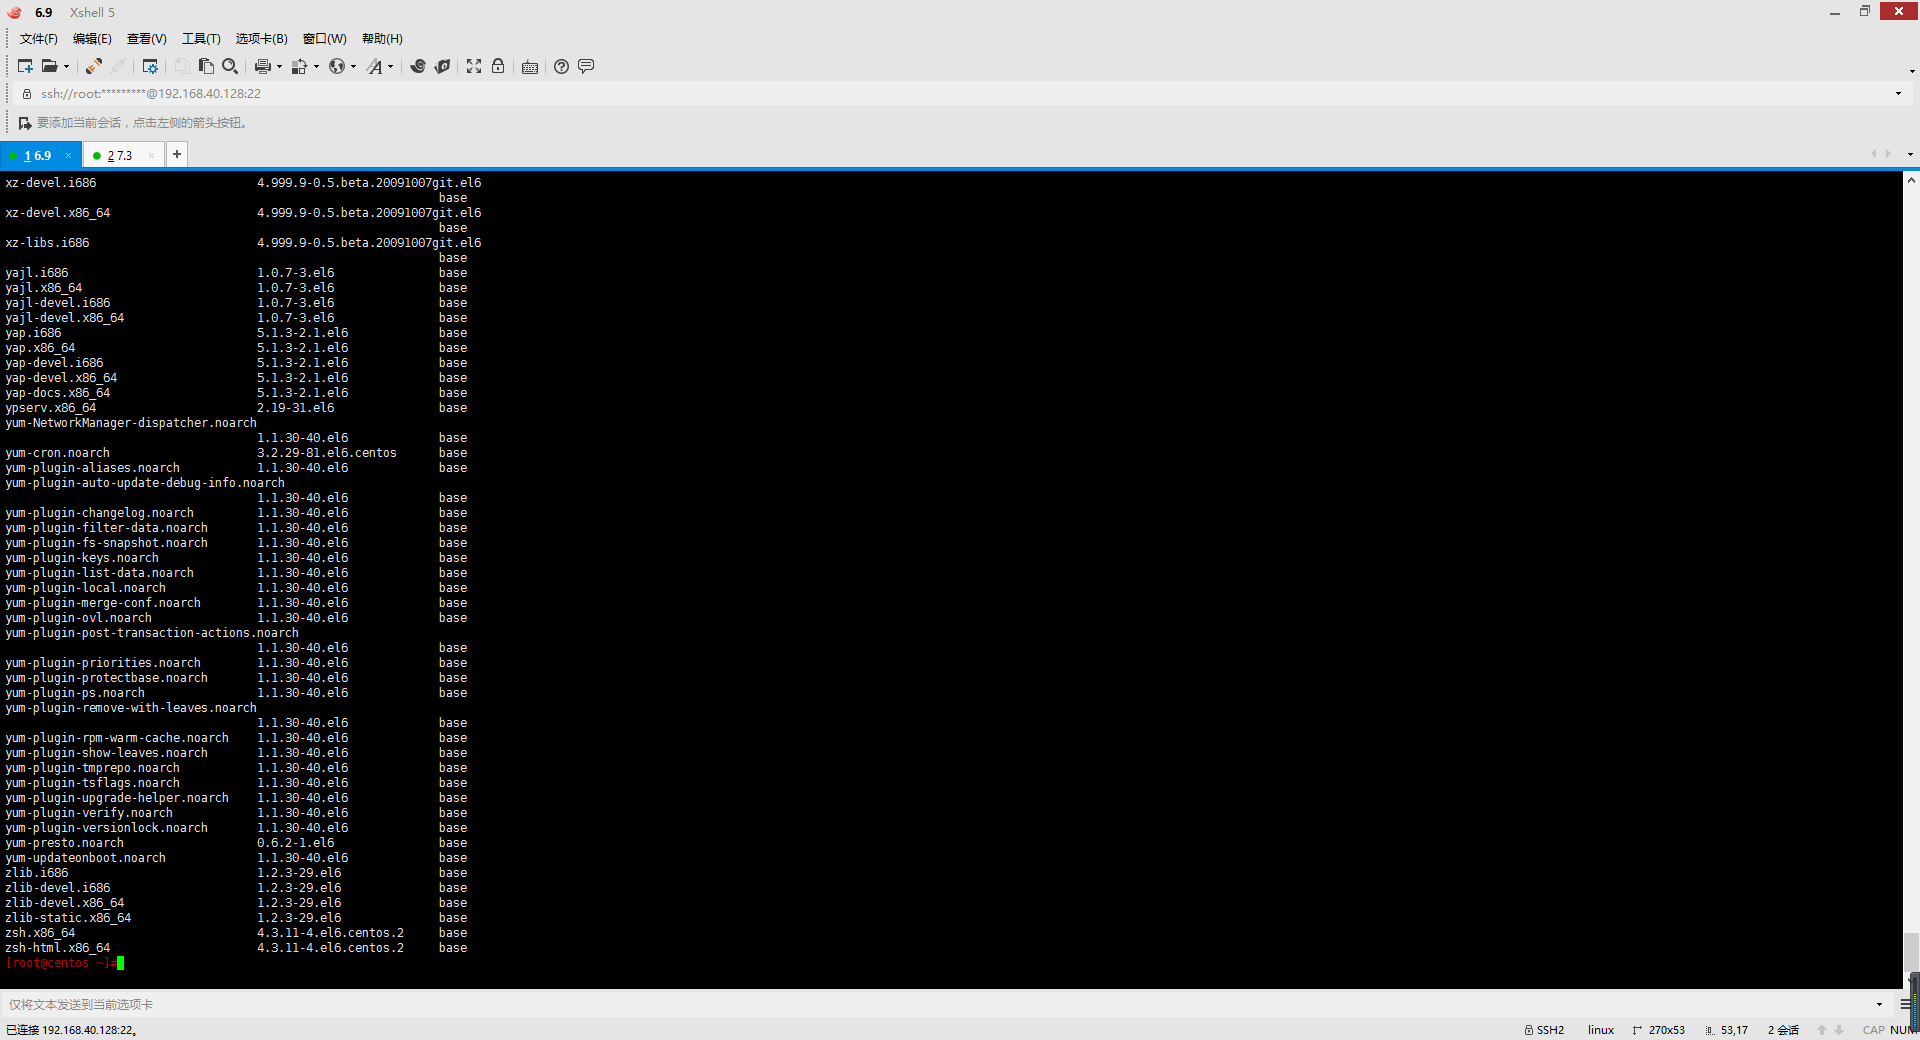 6.9 Xshell 5
文件(F) 编辑(E) 查看(V) 工具(T) 选项卡(B) 窗口(W) 帮助(H)
ssh://root:*********@192.168.40.128:22
要添加当前会话，点击左侧的箭头按钮。
1 6.9 × 2 7.3 × +
xz-devel.i686 4.999.9-0.5.beta.20091007git.el6
base
xz-devel.x86_64 4.999.9-0.5.beta.20091007git.el6
base
xz-libs.i686 4.999.9-0.5.beta.20091007git.el6
base
yajl.i686 1.0.7-3.el6 base
yajl.x86_64 1.0.7-3.el6 base
yajl-devel.i686 1.0.7-3.el6 base
yajl-devel.x86_64 1.0.7-3.el6 base
yap.i686 5.1.3-2.1.el6 base
yap.x86_64 5.1.3-2.1.el6 base
yap-devel.i686 5.1.3-2.1.el6 base
yap-devel.x86_64 5.1.3-2.1.el6 base
yap-docs.x86_64 5.1.3-2.1.el6 base
ypserv.x86_64 2.19-31.el6 base
yum-NetworkManager-dispatcher.noarch
1.1.30-40.el6 base
yum-cron.noarch 3.2.29-81.el6.centos base
yum-plugin-aliases.noarch 1.1.30-40.el6 base
yum-plugin-auto-update-debug-info.noarch
1.1.30-40.el6 base
yum-plugin-changelog.noarch 1.1.30-40.el6 base
yum-plugin-filter-data.noarch 1.1.30-40.el6 base
yum-plugin-fs-snapshot.noarch 1.1.30-40.el6 base
yum-plugin-keys.noarch 1.1.30-40.el6 base
yum-plugin-list-data.noarch 1.1.30-40.el6 base
yum-plugin-local.noarch 1.1.30-40.el6 base
yum-plugin-merge-conf.noarch 1.1.30-40.el6 base
yum-plugin-ovl.noarch 1.1.30-40.el6 base
yum-plugin-post-transaction-actions.noarch
1.1.30-40.el6 base
yum-plugin-priorities.noarch 1.1.30-40.el6 base
yum-plugin-protectbase.noarch 1.1.30-40.el6 base
yum-plugin-ps.noarch 1.1.30-40.el6 base
yum-plugin-remove-with-leaves.noarch
1.1.30-40.el6 base
yum-plugin-rpm-warm-cache.noarch 1.1.30-40.el6 base
yum-plugin-show-leaves.noarch 1.1.30-40.el6 base
yum-plugin-tmprepo.noarch 1.1.30-40.el6 base
yum-plugin-tsflags.noarch 1.1.30-40.el6 base
yum-plugin-upgrade-helper.noarch 1.1.30-40.el6 base
yum-plugin-verify.noarch 1.1.30-40.el6 base
yum-plugin-versionlock.noarch 1.1.30-40.el6 base
yum-presto.noarch 0.6.2-1.el6 base
yum-updateonboot.noarch 1.1.30-40.el6 base
zlib.i686 1.2.3-29.el6 base
zlib-devel.i686 1.2.3-29.el6 base
zlib-devel.x86_64 1.2.3-29.el6 base
zlib-static.x86_64 1.2.3-29.el6 base
zsh.x86_64 4.3.11-4.el6.centos.2 base
zsh-html.x86_64 4.3.11-4.el6.centos.2 base
[root@centos ~]#
仅将文本发送到当前选项卡
已连接 192.168.40.128:22。 SSH2 linux 270x53 53,17 2 会话 CAP NUM